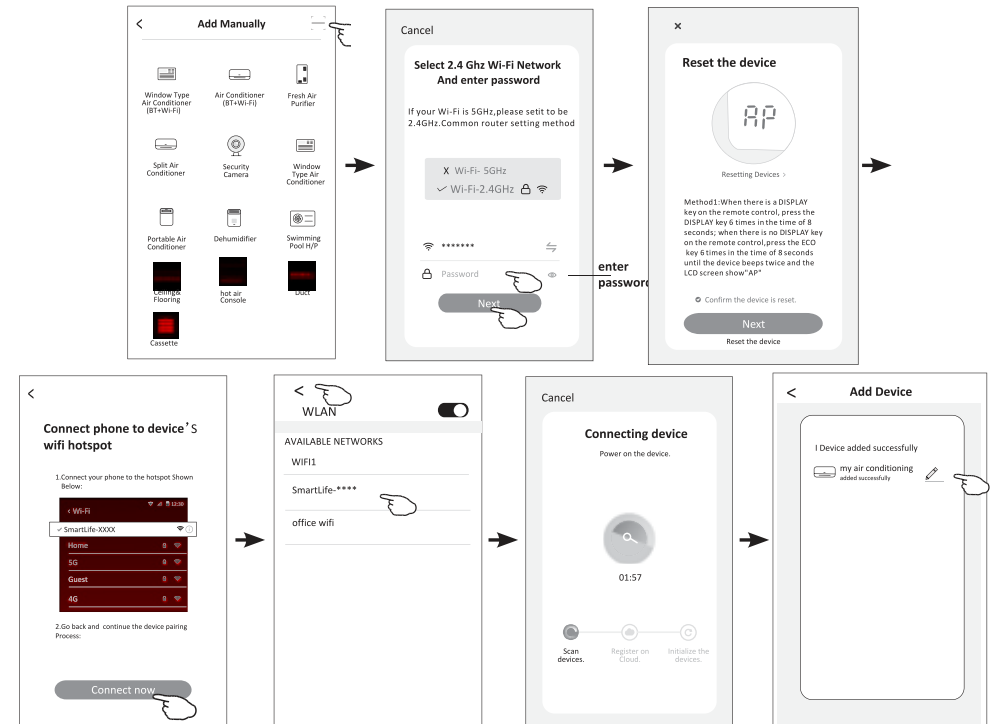 Add Manually
Window Type
Air Conditioner
(BT+Wi-Fi)
Air Conditioner
(BT+Wi-Fi)
Fresh Air
Purifier
Split Air
Conditioner
Security
Camera
Window
Type Air
Conditioner
Portable Air
Conditioner
Dehumidifier
Swimming
Pool H/P
Ceiling&
Flooring
hot air
Console
Duct
Cassette
Cancel
Select 2.4 Ghz Wi-Fi Network
And enter password
If your Wi-Fi is 5GHz,please setit to be
2.4GHz.Common router setting method
X Wi-Fi- 5GHz
Wi-Fi-2.4GHz
*******
Password
Next
enter
password
×
Reset the device
AP
Resetting Devices >
Method1:When there is a DISPLAY
key on the remote control, press the
DISPLAY key 6 times in the time of 8
seconds; when there is no DISPLAY key
on the remote control,press the ECO
key 6 times in the time of 8 seconds
until the device beeps twice and the
LCD screen show"AP"
Confirm the device is reset.
Next
Reset the device
Connect phone to device's
wifi hotspot
1.Connect your phone to the hotspot Shown
Below:
12:30
< Wi-Fi
SmartLife-XXXX
Home
5G
Guest
4G
2.Go back and continue the device pairing
Process:
Connect now
<
WLAN
AVAILABLE NETWORKS
WIFI1
SmartLife-****
office wifi
Cancel
Connecting device
Power on the device.
01:57
Scan
devices.
Register on
Cloud.
Initialize the
devices.
< Add Device
I Device added successfully
my air conditioning
added successfully